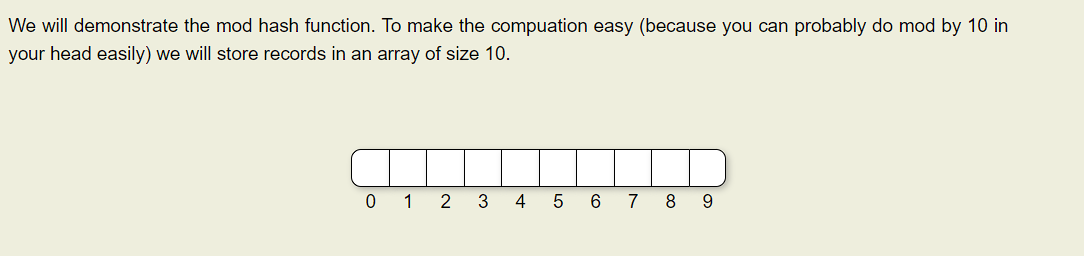 We will demonstrate the mod hash function. To make the compuation easy (because you can probably do mod by 10 in
your head easily) we will store records in an array of size 10.
0 1 2 3 4 5 6 7 8 9